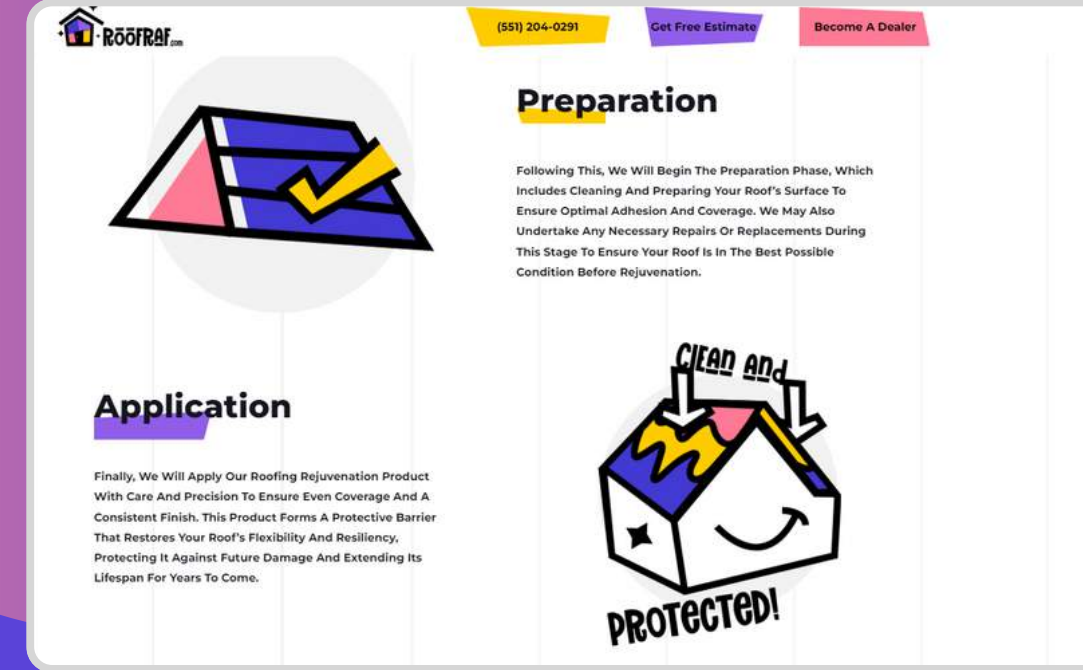 ROOFRAF.com
(551) 204-0291
Get Free Estimate
Become A Dealer
Preparation
Following This, We Will Begin The Preparation Phase, Which
Includes Cleaning And Preparing Your Roof's Surface To
Ensure Optimal Adhesion And Coverage. We May Also
Undertake Any Necessary Repairs Or Replacements During
This Stage To Ensure Your Roof Is In The Best Possible
Condition Before Rejuvenation.
Application
Finally, We Will Apply Our Roofing Rejuvenation Product
With Care And Precision To Ensure Even Coverage And A
Consistent Finish. This Product Forms A Protective Barrier
That Restores Your Roof's Flexibility And Resiliency,
Protecting It Against Future Damage And Extending Its
Lifespan For Years To Come.
CLEAN AND
PROTECTED!